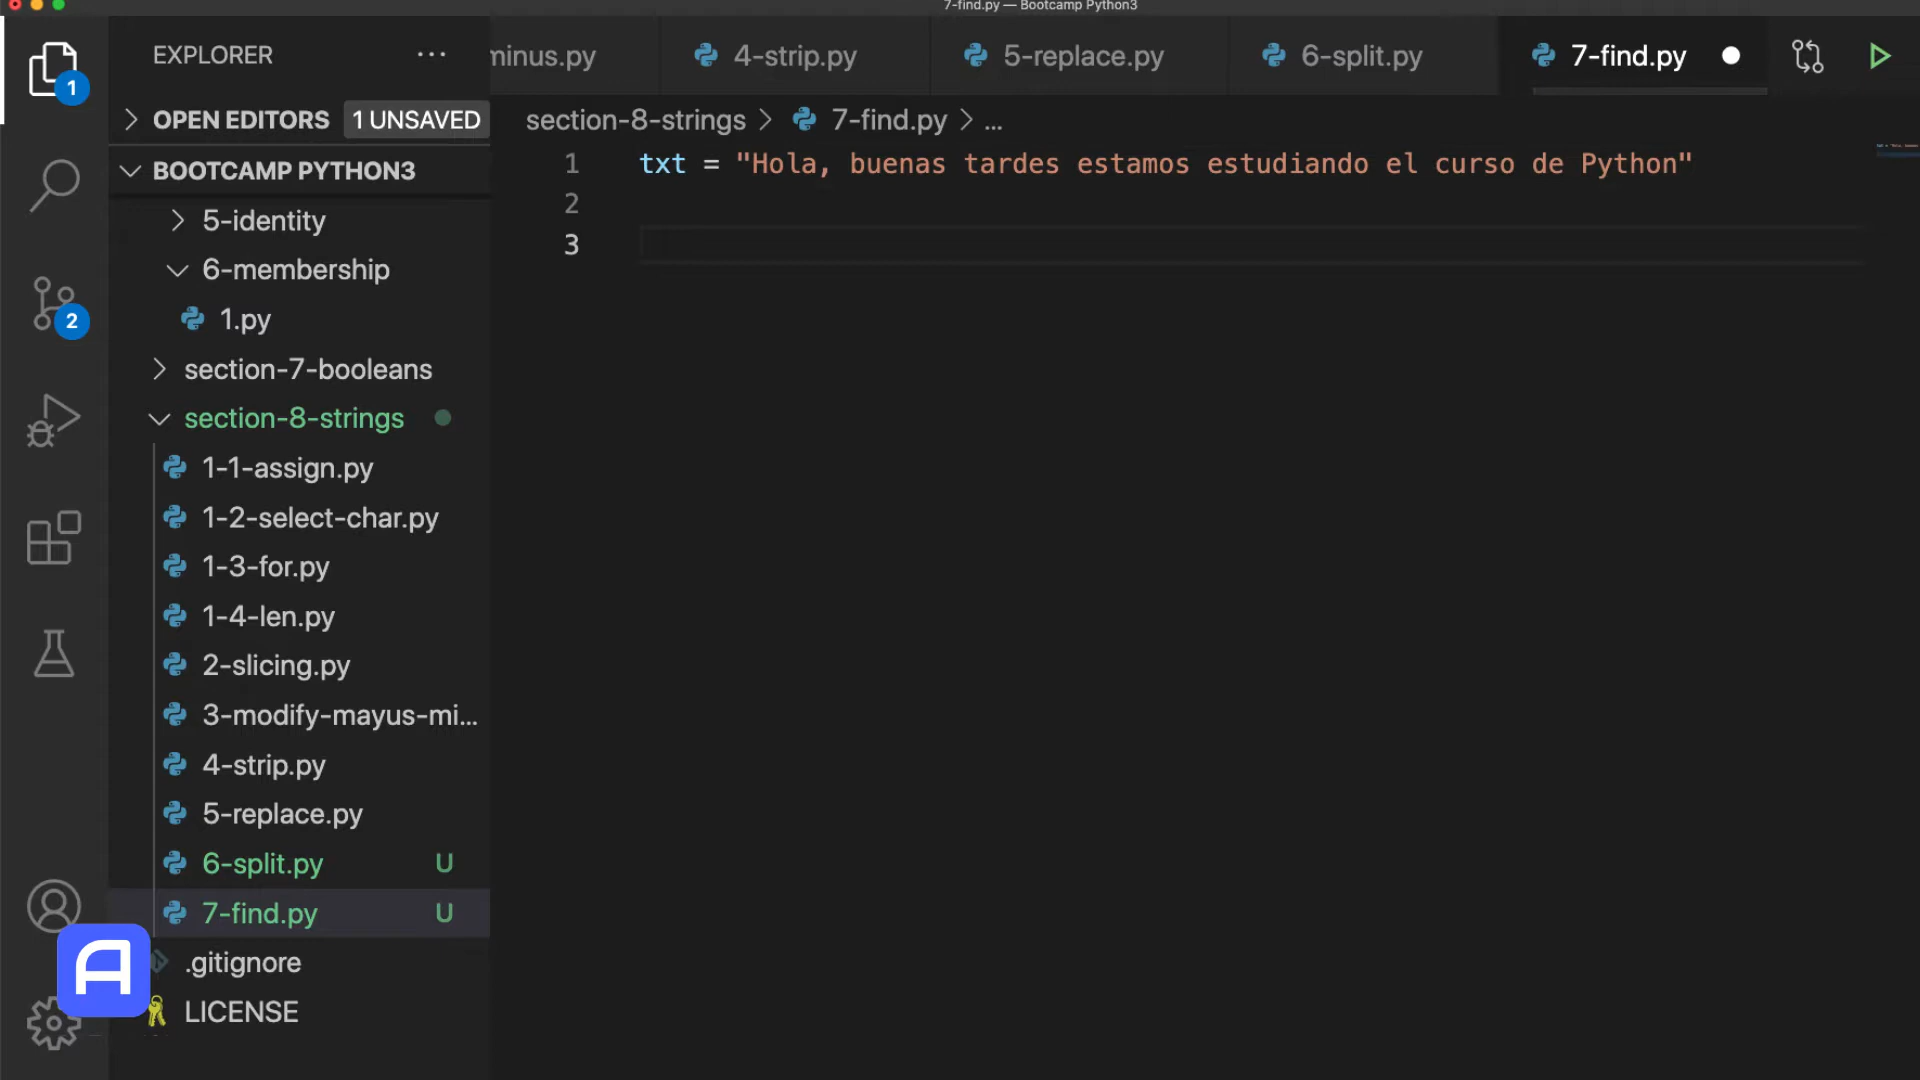 7-find.py — Bootcamp Python3
EXPLORER
minus.py
4-strip.py
5-replace.py
6-split.py
7-find.py
1
OPEN EDITORS 1 UNSAVED
section-8-strings > 7-find.py > ...
BOOTCAMP PYTHON3
1 txt = "Hola, buenas tardes estamos estudiando el curso de Python"
2
3
5-identity
6-membership
1.py
2
section-7-booleans
section-8-strings
1-1-assign.py
1-2-select-char.py
1-3-for.py
1-4-len.py
2-slicing.py
3-modify-mayus-mi...
4-strip.py
5-replace.py
6-split.py U
7-find.py U
.gitignore
LICENSE
A